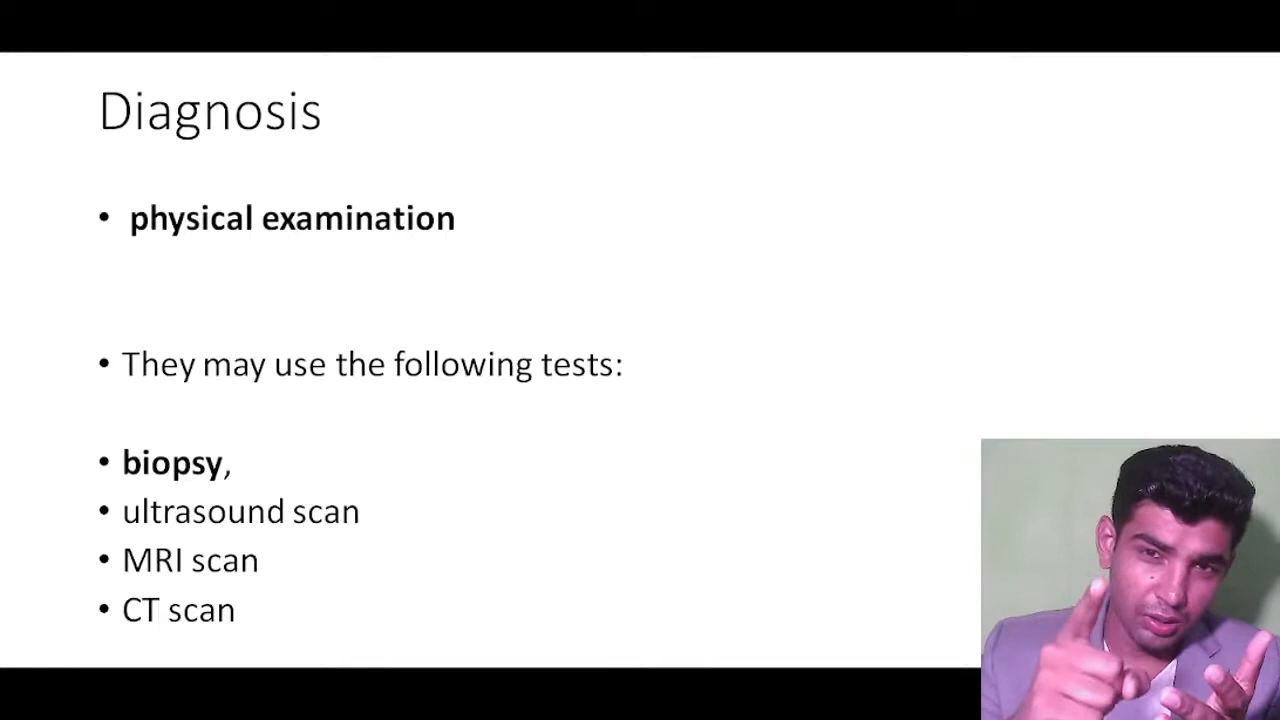 Diagnosis
• physical examination
• They may use the following tests:
• biopsy,
• ultrasound scan
• MRI scan
• CT scan